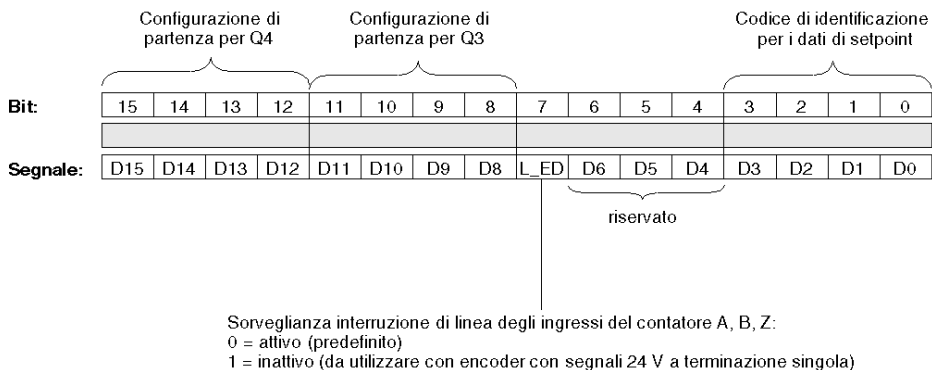 Configurazione di
partenza per Q4
Configurazione di
partenza per Q3
Codice di identificazione
per i dati di setpoint
Bit: 15 14 13 12 11 10 9 8 7 6 5 4 3 2 1 0
Segnale: D15 D14 D13 D12 D11 D10 D9 D8 L_ED D6 D5 D4 D3 D2 D1 D0
riservato
Sorveglianza interruzione di linea degli ingressi del contatore A, B, Z:
0 = attivo (predefinito)
1 = inattivo (da utilizzare con encoder con segnali 24 V a terminazione singola)